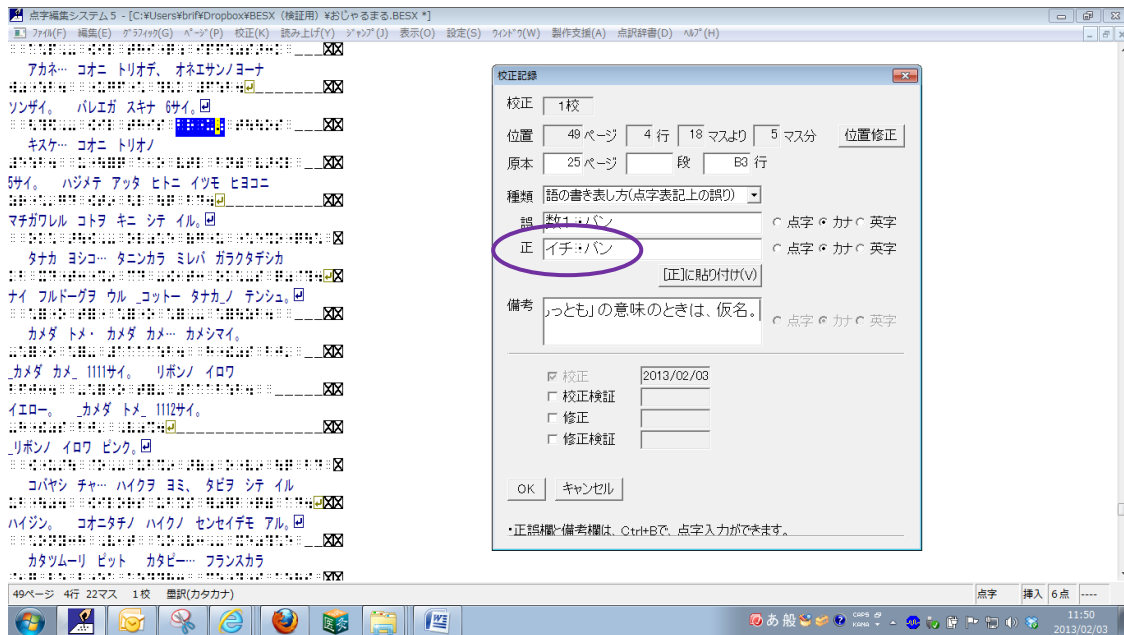 点字編集システム５ - [C:¥Users¥brif¥Dropbox¥BESX（検証用）¥おじゃるまる.BESX *]
ﾌｧｲﾙ(F) 編集(E) ｸﾞﾗﾌｨｯｸ(G) ﾍﾟｰｼﾞ(P) 校正(K) 読み上げ(Y) ｼﾞｬﾝﾌﾟ(J) 表示(O) 設定(S) ｳｨﾝﾄﾞｳ(W) 製作支援(A) 点訳辞書(D) ﾍﾙﾌﾟ(H)
アカネ… コオニ トリオデ、 オネエサンノヨーナ
ソンザイ。 バレエガ スキナ 6サイ。
キスケ… コオニ トリオノ
5サイ。 ハジメテ アッタ ヒトニ イツモ ヒヨコニ
マチガワレル コトヲ キニ シテ イル。
タナカ ヨシコ… タニンカラ ミレバ ガラクタデシカ
ナイ フルドーグヲ ウル _コットー タナカ_ノ テンシュ。
カメダ トメ・ カメダ カメ… カメシマイ。
_カメダ カメ_ 1111サイ。 リボンノ イロワ
イエロー。 _カメダ トメ_ 1112サイ。
_リボンノ イロワ ピンク。
コバヤシ チャ… ハイクヲ ヨミ、 タビヲ シテ イル
ハイジン。 コオニタチノ ハイクノ センセイデモ アル。
カタツムーリ ピット カタピー… フランスカラ
校正記録
校正 1校
位置 49 ページ 4 行 18 マスより 5 マス分 位置修正
原本 25 ページ 段 B3 行
種類 語の書き表し方(点字表記上の誤り)
誤 数1 バン 点字 カナ 英字
正 イチ バン 点字 カナ 英字
[正]に貼り付け(V)
備考 っとも」の意味のときは、仮名。 点字 カナ 英字
校正 2013/02/03
校正検証
修正
修正検証
OK キャンセル
・正誤欄と備考欄は、Ctrl+Bで、点字入力ができます。
49ページ 4行 22マス 1校 墨訳(カタカナ) 点字 挿入 6点 ----
あ 般 CAPS KANA 11:50
2013/02/03